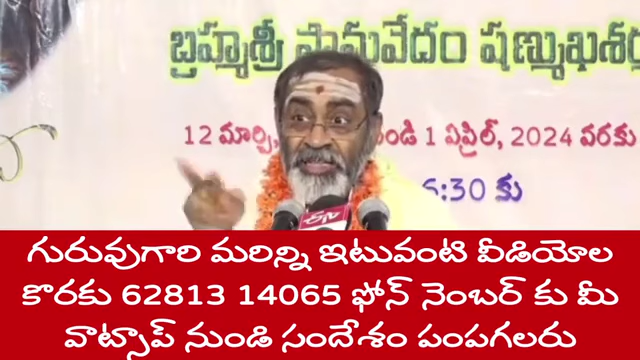 బ్రహ్మశ్రీ సామవేదం షణ్ముఖశర్మ
12 మార్చి, నుండి 1 ఏప్రిల్, 2024 వరకు
6:30 కు
గురువుగారి మరిన్ని ఇటువంటి వీడియోల
కొరకు 62813 14065 ఫోన్ నెంబర్ కు మీ
వాట్సాప్ నుండి సందేశం పంపగలరు